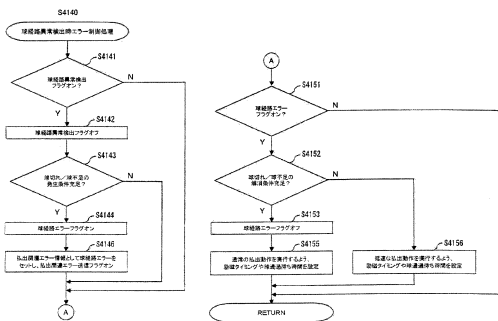 S4140
球経路異常検出時エラー制御処理
S4141
球経路異常検出
フラグオン?
N
Y
S4142
球経路異常検出フラグオフ
S4143
球切れ/球不足の
発生条件充足?
N
Y
S4144
球経路エラーフラグオン
S4146
払出関連エラー情報として球経路エラーを
セットし、払出関連エラー送信フラグオン
A
A
S4151
球経路エラー
フラグオン?
N
Y
S4152
球切れ/球不足の
解消条件充足?
N
Y
S4153
球経路エラーフラグオフ
S4155
通常の払出動作を実行するよう、
励磁タイミングや球通過待ち時間を設定
S4156
低速な払出動作を実行するよう、
励磁タイミングや球通過待ち時間を設定
RETURN